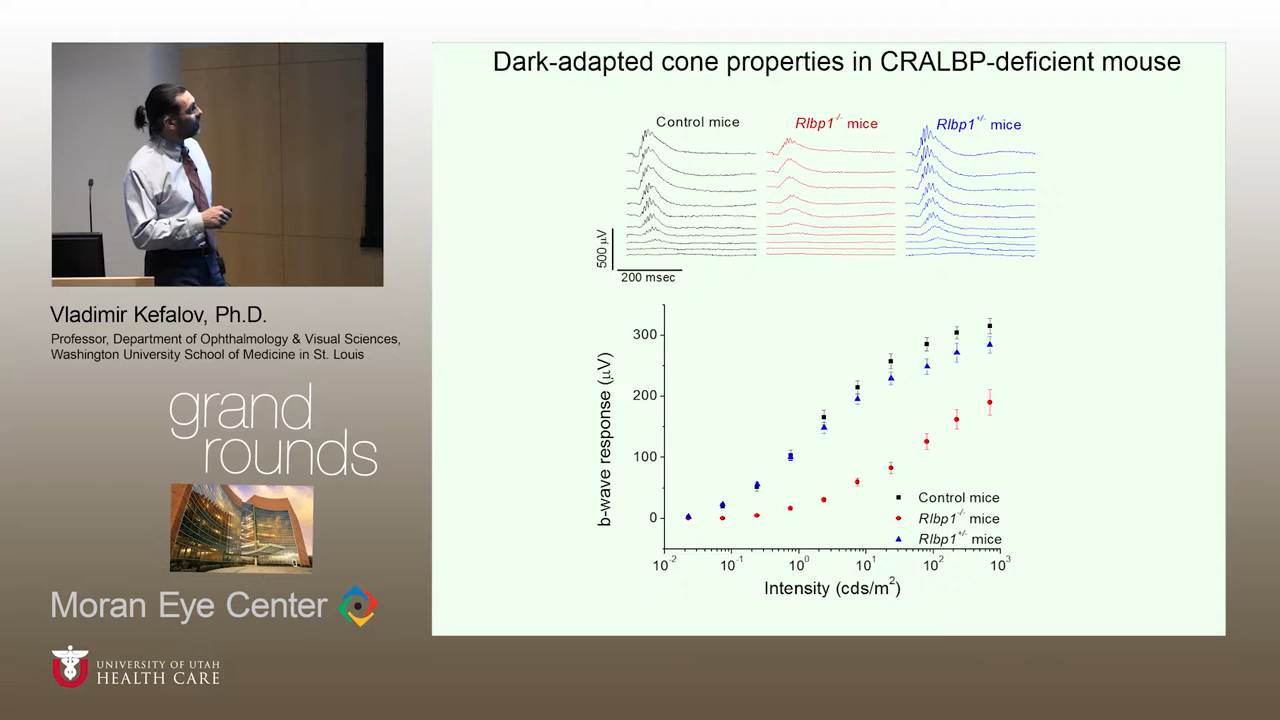 Dark-adapted cone properties in CRALBP-deficient mouse
Control mice
Rlbp1-/- mice
Rlbp1+/- mice
500 μV
200 msec
Vladimir Kefalov, Ph.D.
Professor, Department of Ophthalmology & Visual Sciences,
Washington University School of Medicine in St. Louis
grand
rounds
Moran Eye Center
UNIVERSITY OF UTAH
HEALTH CARE
b-wave response (μV)
300
200
100
0
Control mice
Rlbp1-/- mice
Rlbp1+/- mice
10-2 10-1 100 101 102 103
Intensity (cds/m2)